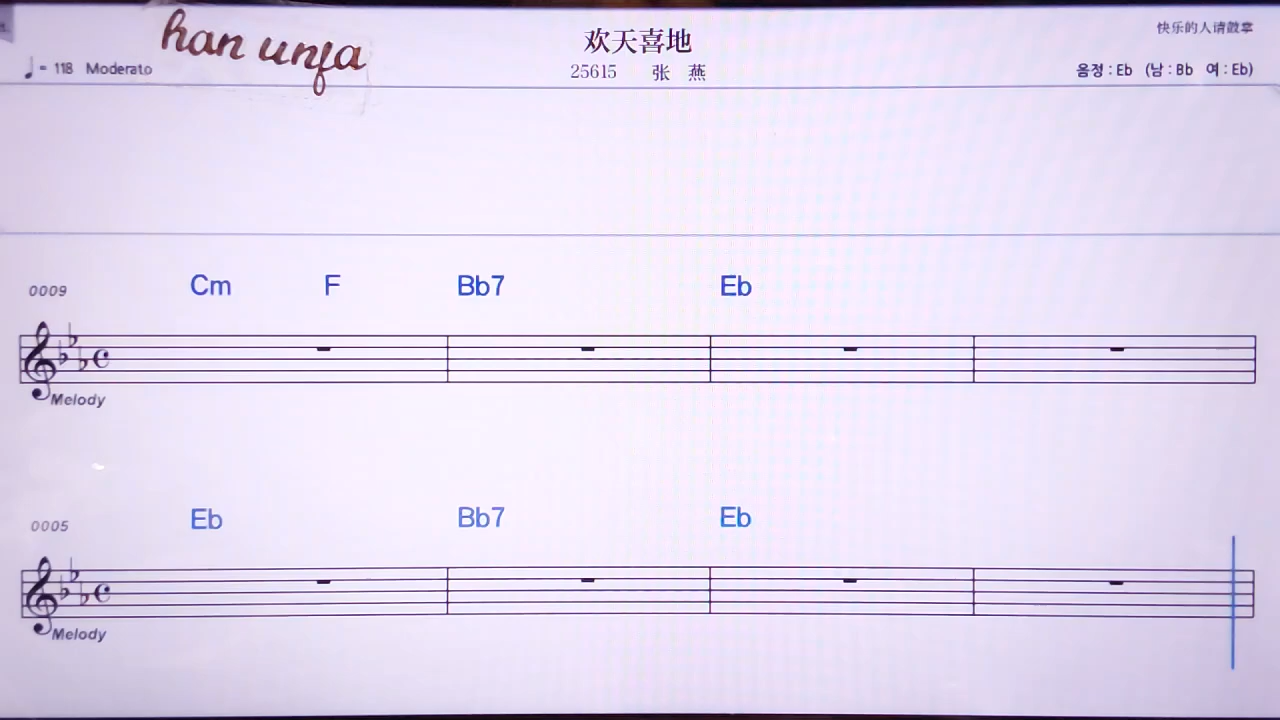 han unfa
欢天喜地
快乐的人请鼓掌
♩= 118 Moderato
25615 张 燕
음정 : Eb (남 : Bb 여 : Eb)
0009 Cm F Bb7 Eb
Melody
0005 Eb Bb7 Eb
Melody